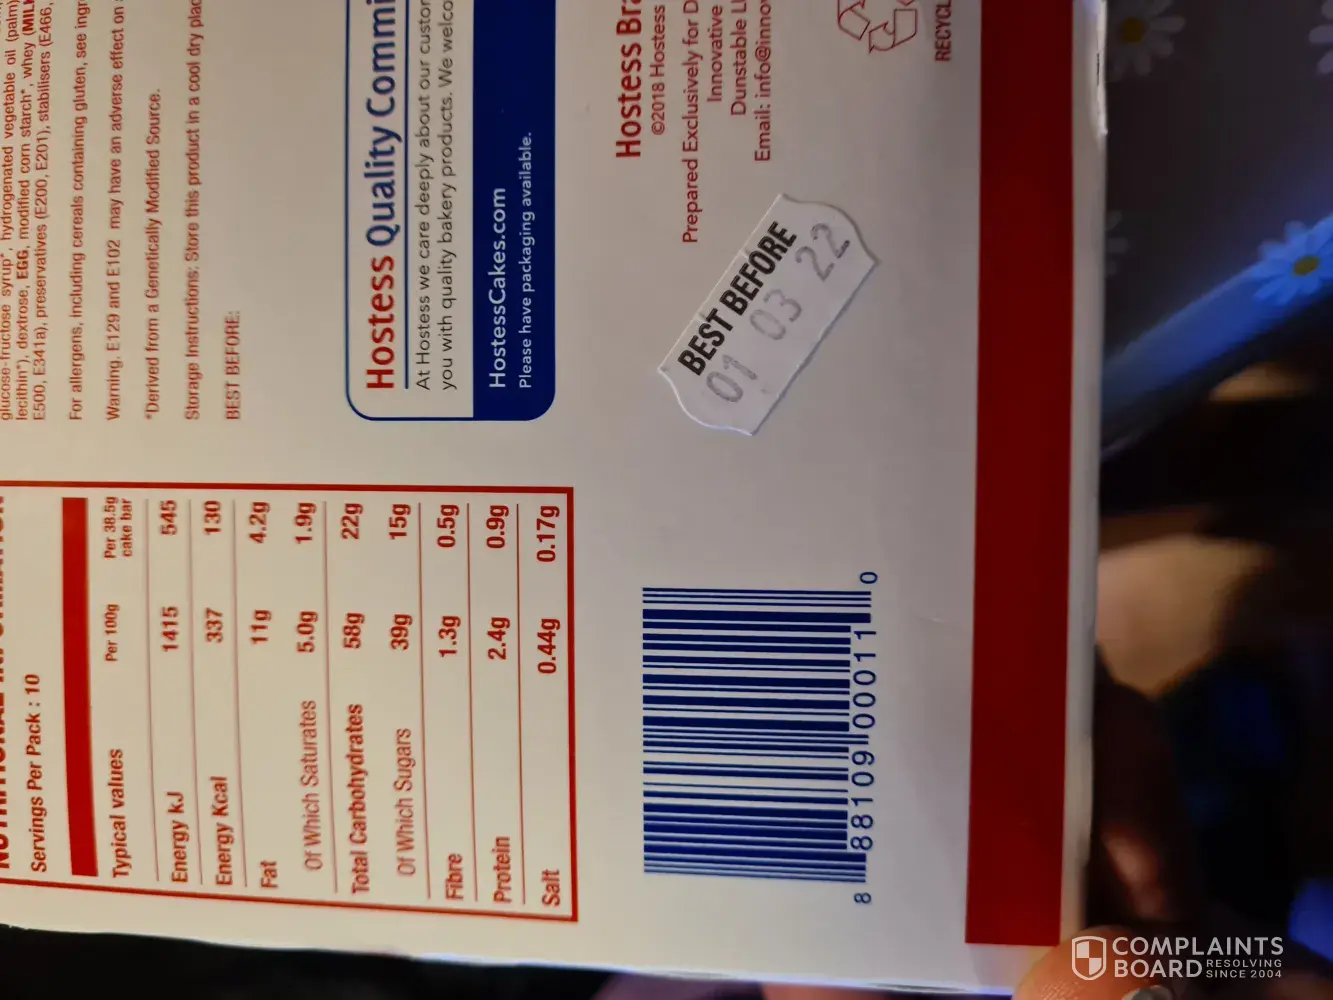 Servings Per Pack : 10
Typical values Per 100g Per 38.5g cake bar
Energy kJ 1415 545
Energy Kcal 337 130
Fat 11g 4.2g
Of Which Saturates 5.0g 1.9g
Total Carbohydrates 58g 22g
Of Which Sugars 39g 15g
Fibre 1.3g 0.5g
Protein 2.4g 0.9g
Salt 0.44g 0.17g
glucose-fructose syrup*, hydrogenated vegetable oil (palm)
lecithin*), dextrose, EGG, modified corn starch*, whey (MILK
E500, E341a), preservatives (E200, E201), stabilisers (E466,
For allergens, including cereals containing gluten, see ingr
Warning. E129 and E102 may have an adverse effect on
*Derived from a Genetically Modified Source.
Storage Instructions: Store this product in a cool dry plac
BEST BEFORE:
Hostess Quality Commi
At Hostess we care deeply about our custor
you with quality bakery products. We welco
HostessCakes.com
Please have packaging available.
Hostess Bra
©2018 Hostess
Prepared Exclusively for D
Innovative
Dunstable L
Email: info@innov
RECYCL
BEST BEFORE
01 03 22
8 88109 00011 0
COMPLAINTS
BOARD RESOLVING
SINCE 2004